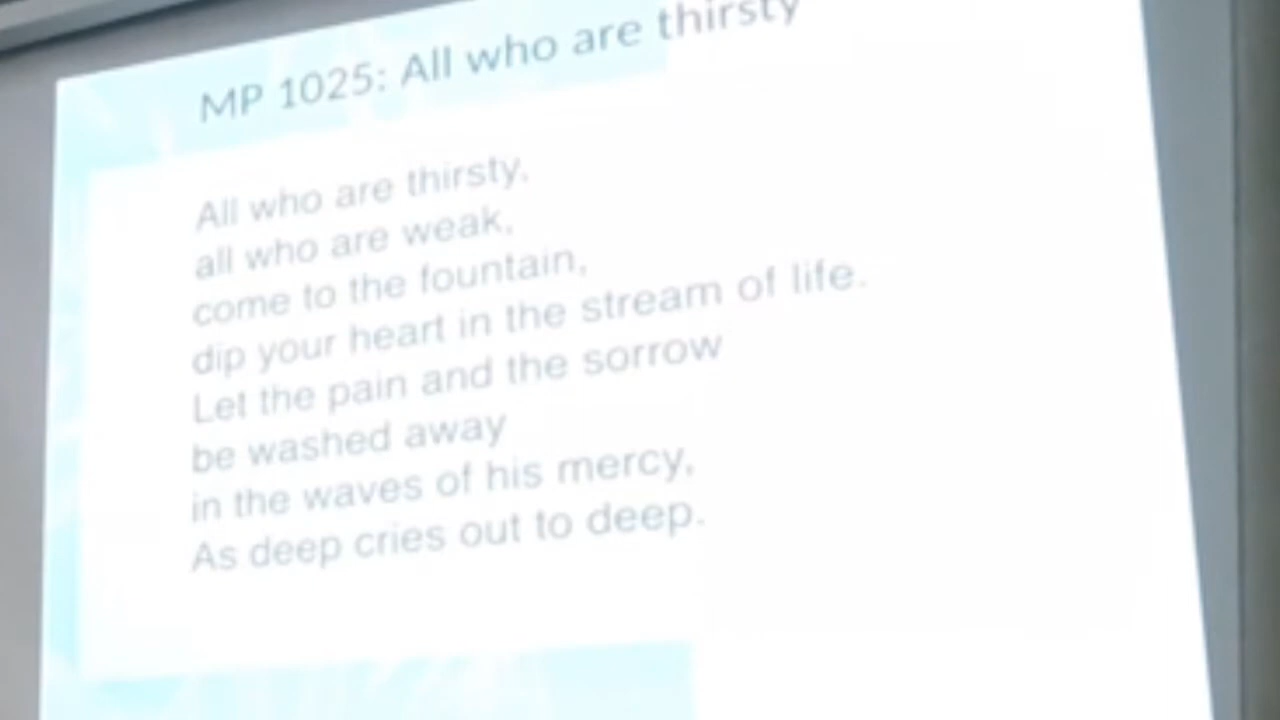 MP 1025: All who are thirsty
All who are thirsty,
all who are weak,
come to the fountain,
dip your heart in the stream of life.
Let the pain and the sorrow
be washed away
in the waves of his mercy,
As deep cries out to deep.